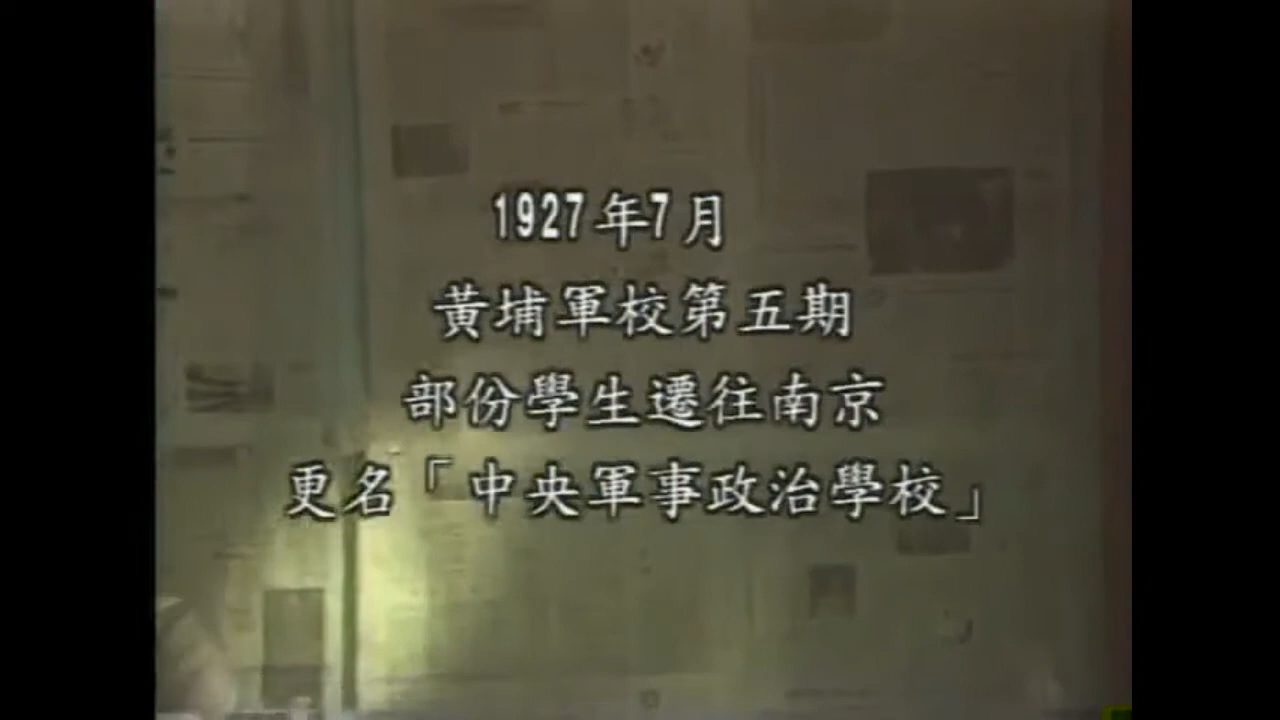 1927年7月
黃埔軍校第五期
部份學生遷往南京
更名「中央軍事政治學校」